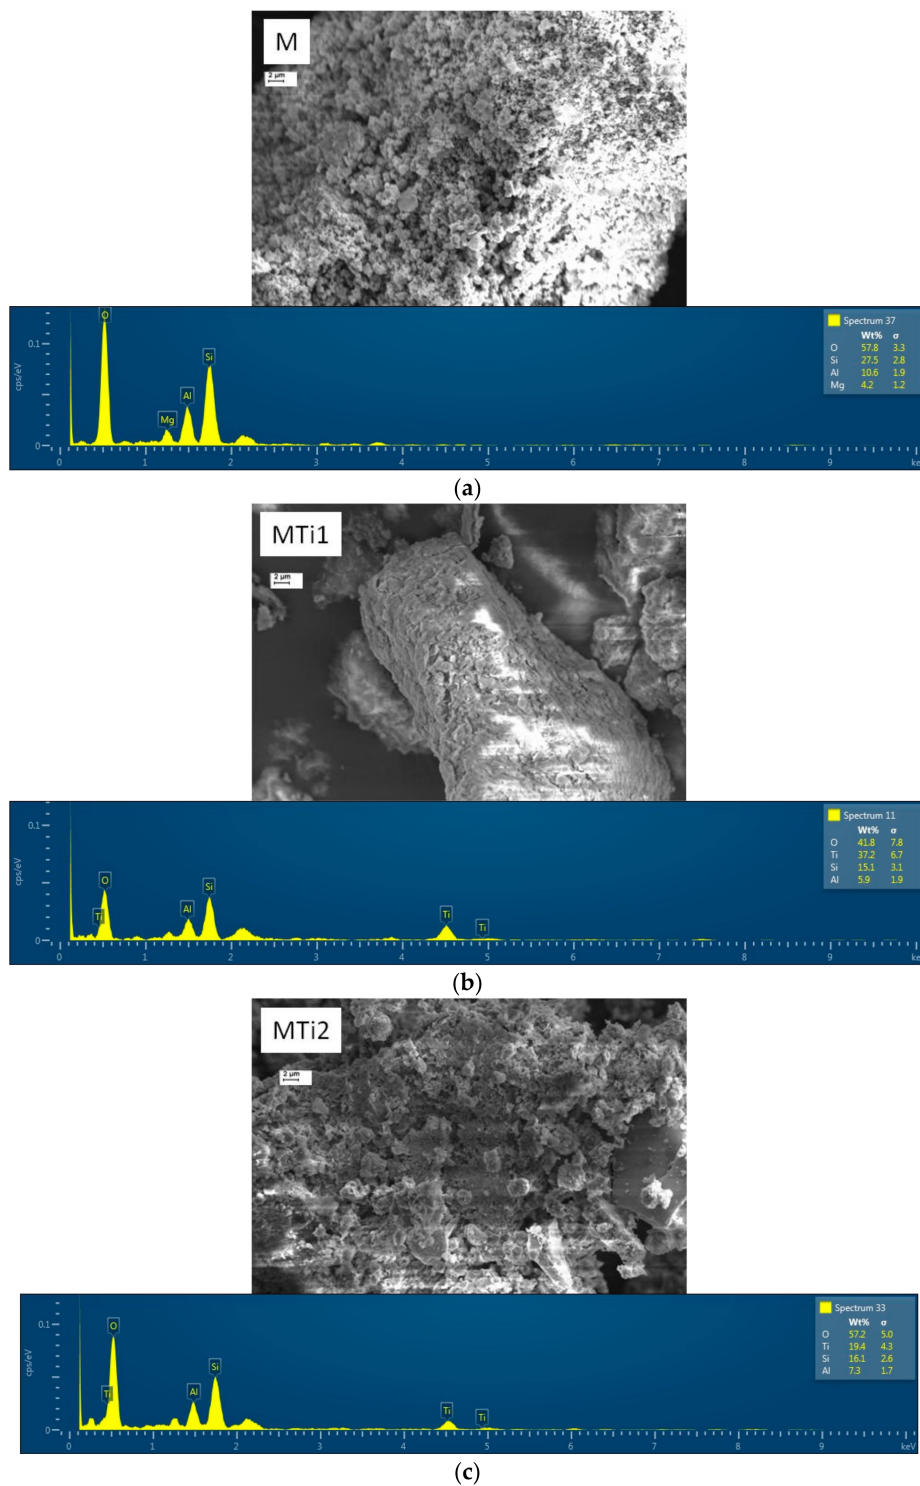 M
2 µm
O
Si
Al
Mg
0.1
0
cps/eV
Spectrum 37
Wt% σ
O 57.8 3.3
Si 27.5 2.8
Al 10.6 1.9
Mg 4.2 1.2
0 1 2 3 4 5 6 7 8 9 ke
(a)
MTi1
2 µm
0.1
0
cps/eV
Ti
O
Al
Si
Ti
Ti
Spectrum 11
Wt% σ
O 41.8 7.8
Ti 37.2 6.7
Si 15.1 3.1
Al 5.9 1.9
0 1 2 3 4 5 6 7 8 9 ke
(b)
MTi2
2 µm
0.1
0
cps/eV
O
Ti
Al
Si
Ti
Ti
Spectrum 33
Wt% σ
O 57.2 5.0
Ti 19.4 4.3
Si 16.1 2.6
Al 7.3 1.7
0 1 2 3 4 5 6 7 8 9 keV
(c)